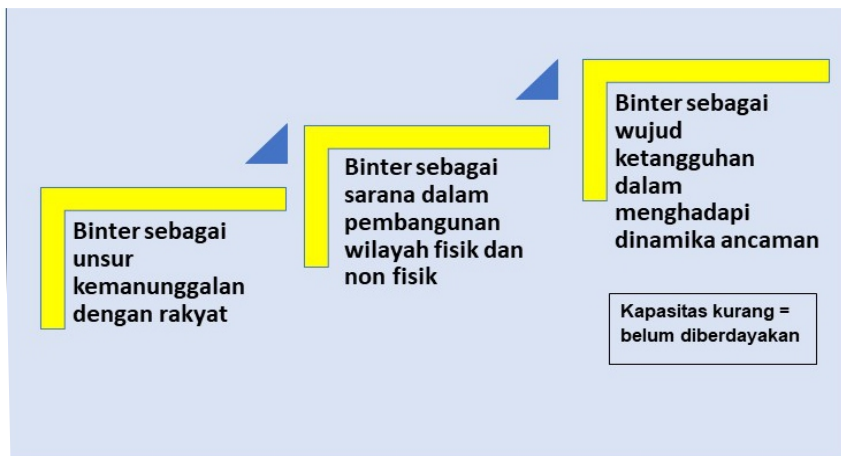 Binter sebagai
unsur
kemanunggalan
dengan rakyat
Binter sebagai
sarana dalam
pembangunan
wilayah fisik dan
non fisik
Binter sebagai
wujud
ketangguhan
dalam
menghadapi
dinamika ancaman
Kapasitas kurang =
belum diberdayakan